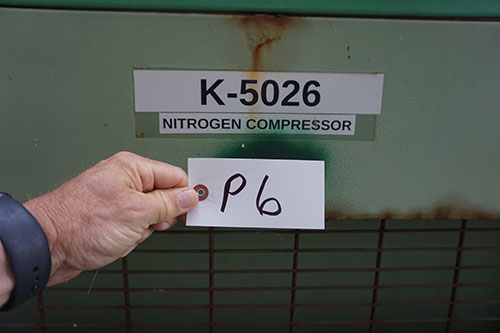 K-5026
NITROGEN COMPRESSOR
P6